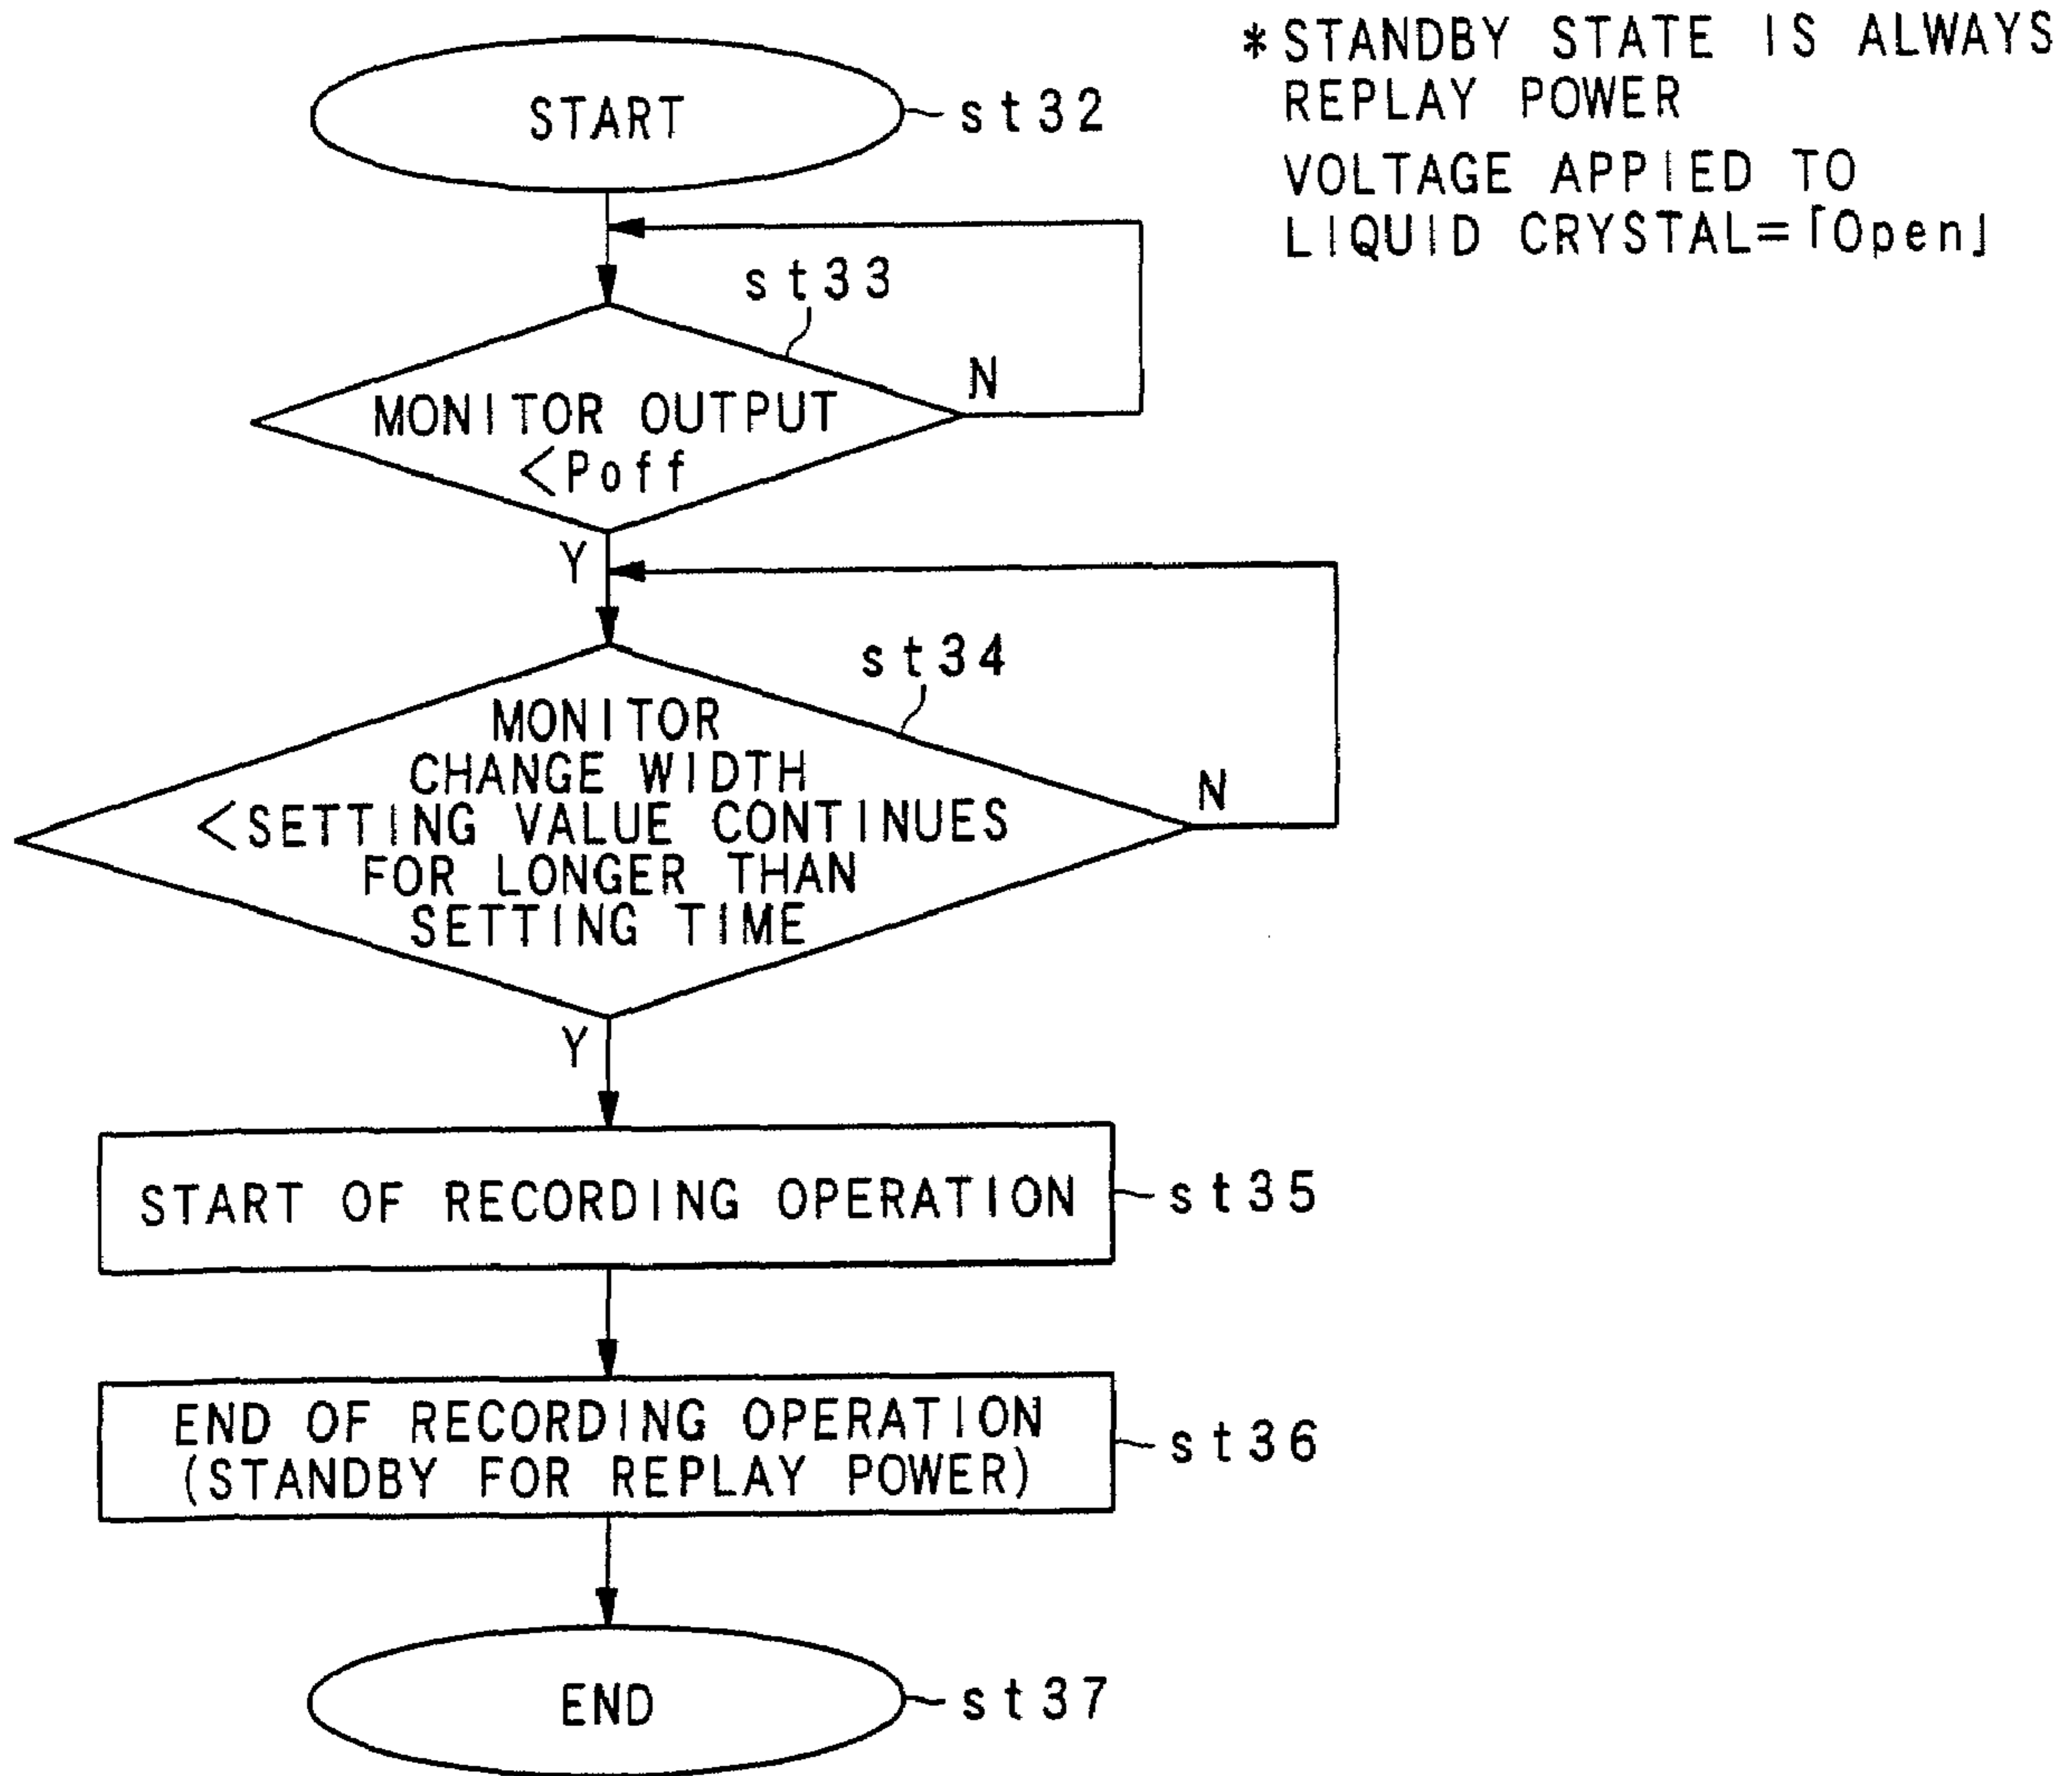 * STANDBY STATE IS ALWAYS
REPLAY POWER
VOLTAGE APPIED TO
LIQUID CRYSTAL=「Open」
START
st32
st33
N
MONITOR OUTPUT
<Poff
Y
st34
MONITOR
CHANGE WIDTH
<SETTING VALUE CONTINUES
FOR LONGER THAN
SETTING TIME
N
Y
START OF RECORDING OPERATION
st35
END OF RECORDING OPERATION
(STANDBY FOR REPLAY POWER)
st36
END
st37